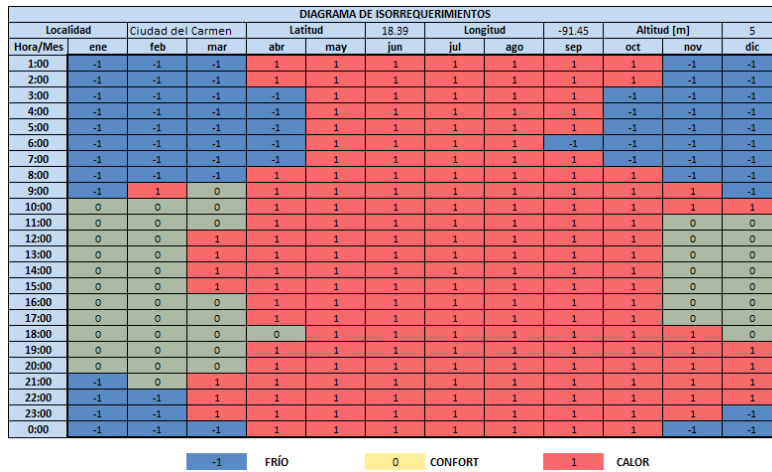 DIAGRAMA DE ISORREQUERIMIENTOS
Localidad Ciudad del Carmen Latitud 18.39 Longitud -91.45 Altitud [m] 5
Hora/Mes ene feb mar abr may jun jul ago sep oct nov dic
1:00 -1 -1 -1 1 1 1 1 1 1 1 -1 -1
2:00 -1 -1 -1 1 1 1 1 1 1 1 -1 -1
3:00 -1 -1 -1 -1 1 1 1 1 1 -1 -1 -1
4:00 -1 -1 -1 -1 1 1 1 1 1 -1 -1 -1
5:00 -1 -1 -1 -1 1 1 1 1 1 -1 -1 -1
6:00 -1 -1 -1 -1 1 1 1 1 -1 -1 -1 -1
7:00 -1 -1 -1 -1 1 1 1 1 1 -1 -1 -1
8:00 -1 -1 -1 1 1 1 1 1 1 1 -1 -1
9:00 -1 1 0 1 1 1 1 1 1 1 1 -1
10:00 0 0 0 1 1 1 1 1 1 1 1 1
11:00 0 0 0 1 1 1 1 1 1 1 0 0
12:00 0 0 1 1 1 1 1 1 1 1 0 0
13:00 0 0 1 1 1 1 1 1 1 1 0 0
14:00 0 0 1 1 1 1 1 1 1 1 0 0
15:00 0 0 1 1 1 1 1 1 1 1 0 0
16:00 0 0 0 1 1 1 1 1 1 1 0 0
17:00 0 0 0 1 1 1 1 1 1 1 0 0
18:00 0 0 0 0 1 1 1 1 1 1 1 0
19:00 0 0 0 1 1 1 1 1 1 1 1 1
20:00 0 0 0 1 1 1 1 1 1 1 1 1
21:00 -1 0 1 1 1 1 1 1 1 1 1 1
22:00 -1 -1 1 1 1 1 1 1 1 1 1 1
23:00 -1 -1 1 1 1 1 1 1 1 1 1 -1
0:00 -1 -1 -1 1 1 1 1 1 1 1 -1 -1
-1 FRÍO 0 CONFORT 1 CALOR